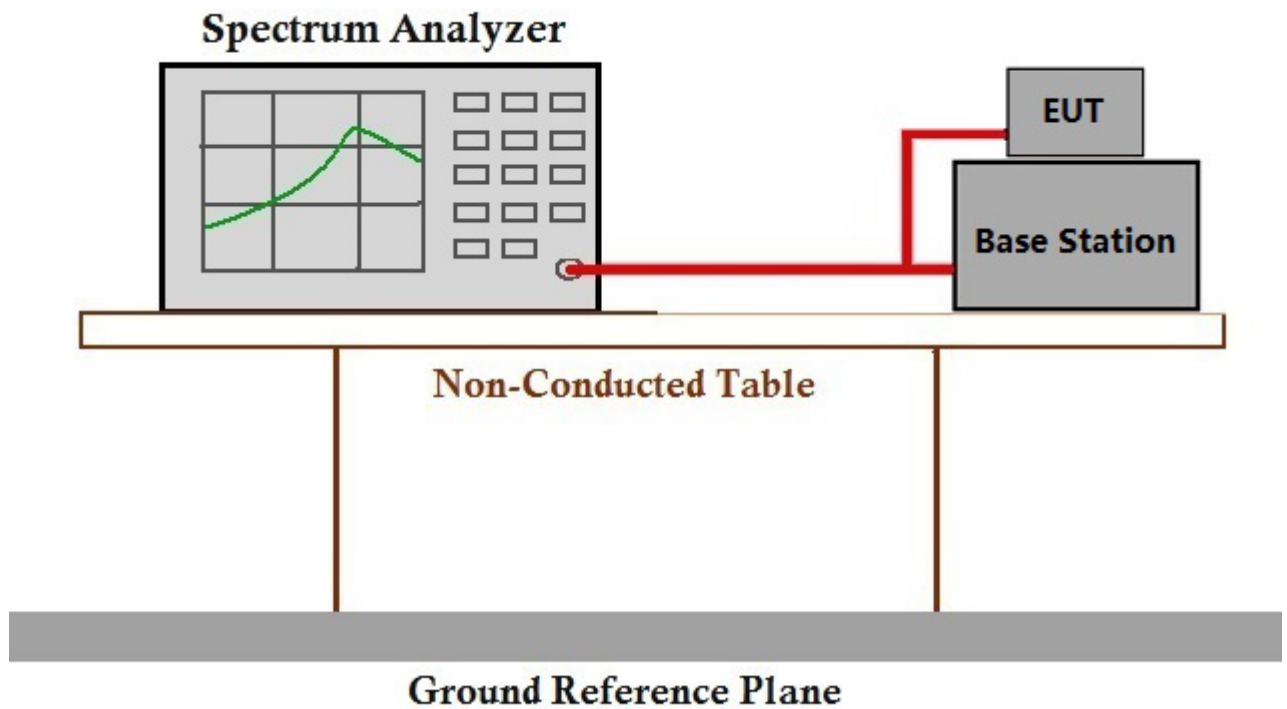 Spectrum Analyzer
EUT
Base Station
Non-Conducted Table
Ground Reference Plane